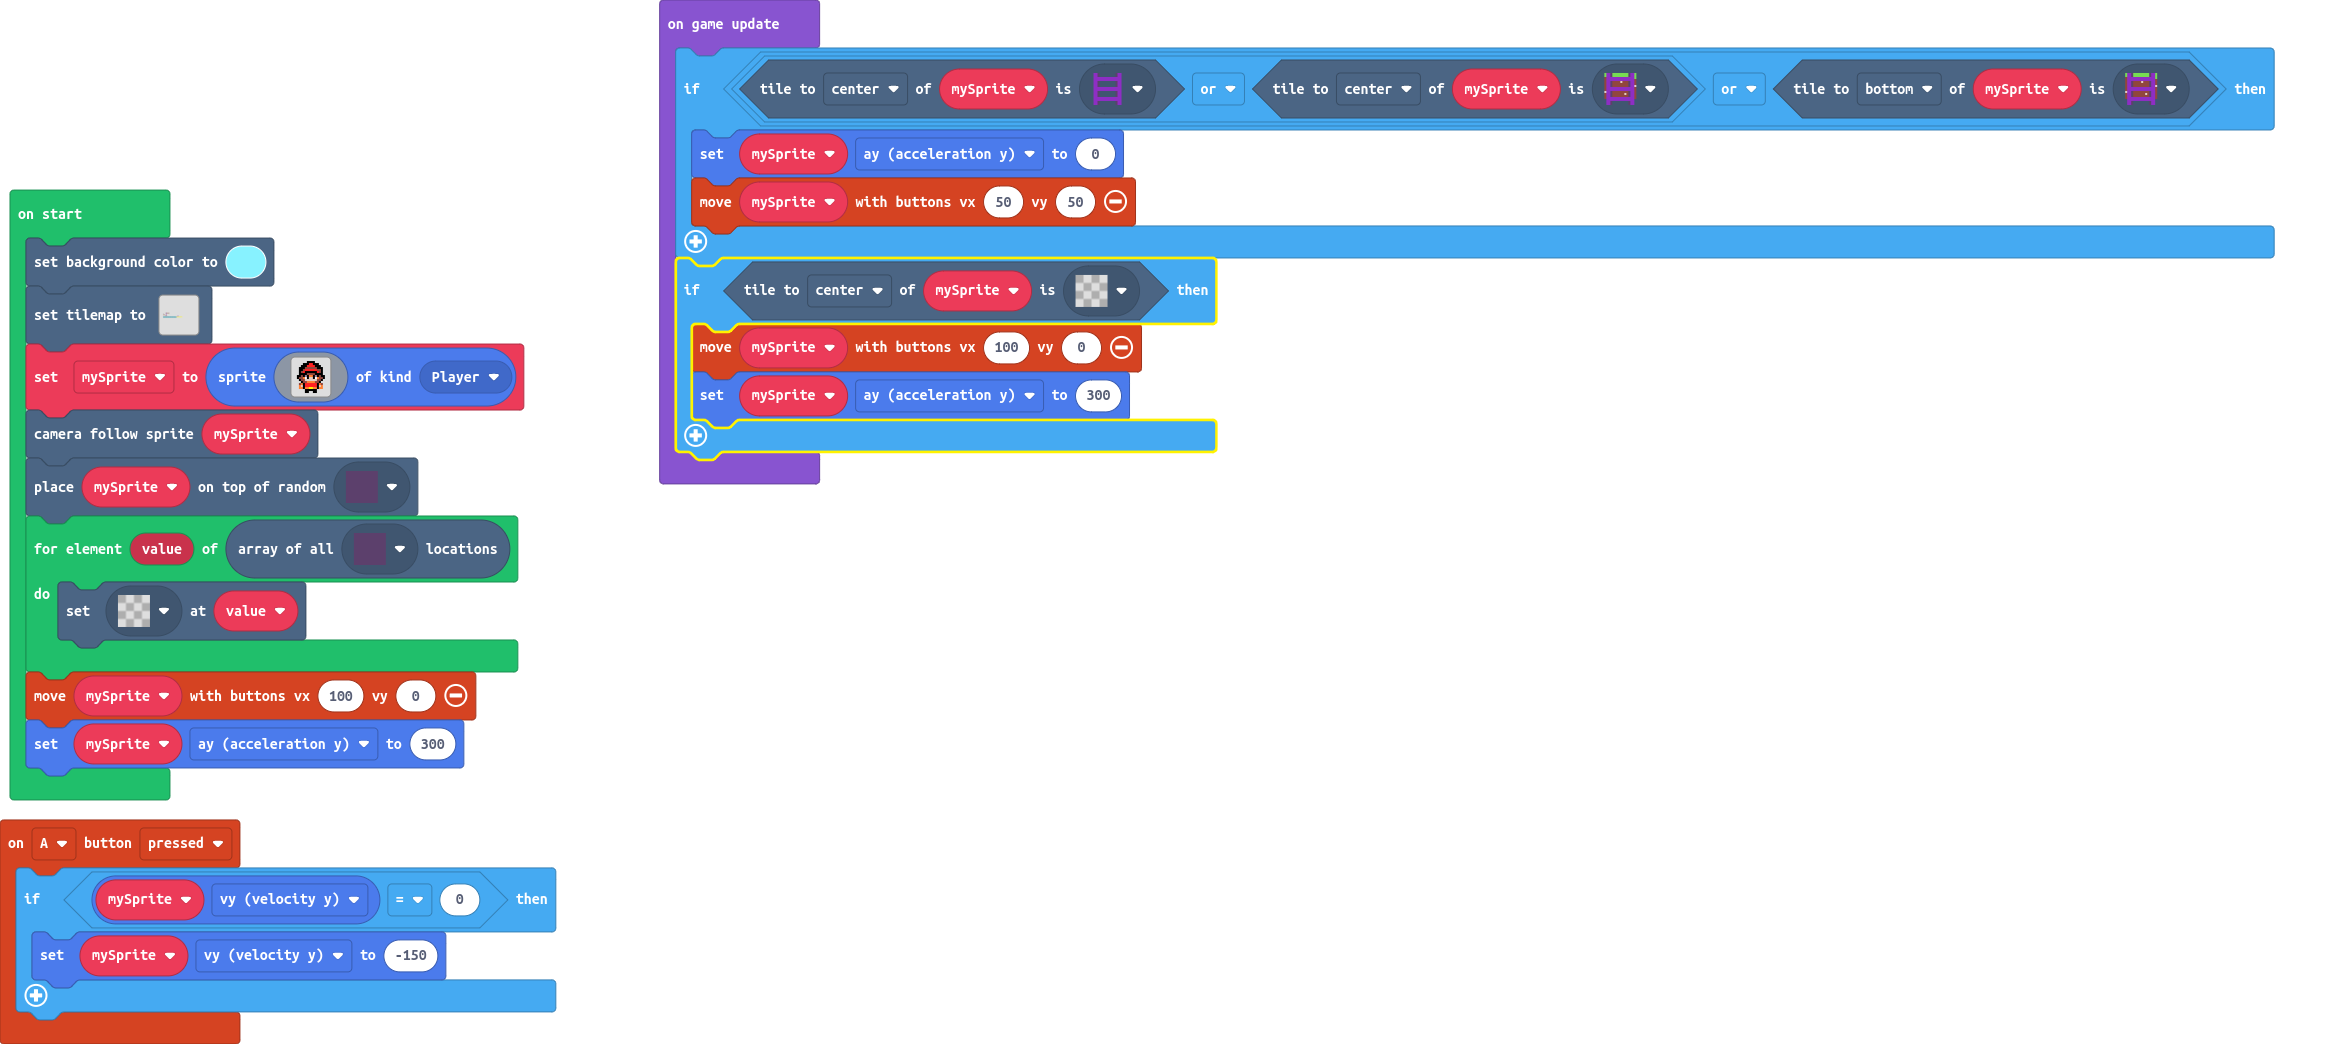 on start
set background color to
set tilemap to
set mySprite to sprite of kind Player
camera follow sprite mySprite
place mySprite on top of random
for element value of array of all locations
do
set at value
move mySprite with buttons vx 100 vy 0
set mySprite ay (acceleration y) to 300
on A button pressed
if mySprite vy (velocity y) = 0 then
set mySprite vy (velocity y) to -150
on game update
if tile to center of mySprite is or tile to center of mySprite is or tile to bottom of mySprite is then
set mySprite ay (acceleration y) to 0
move mySprite with buttons vx 50 vy 50
if tile to center of mySprite is then
move mySprite with buttons vx 100 vy 0
set mySprite ay (acceleration y) to 300